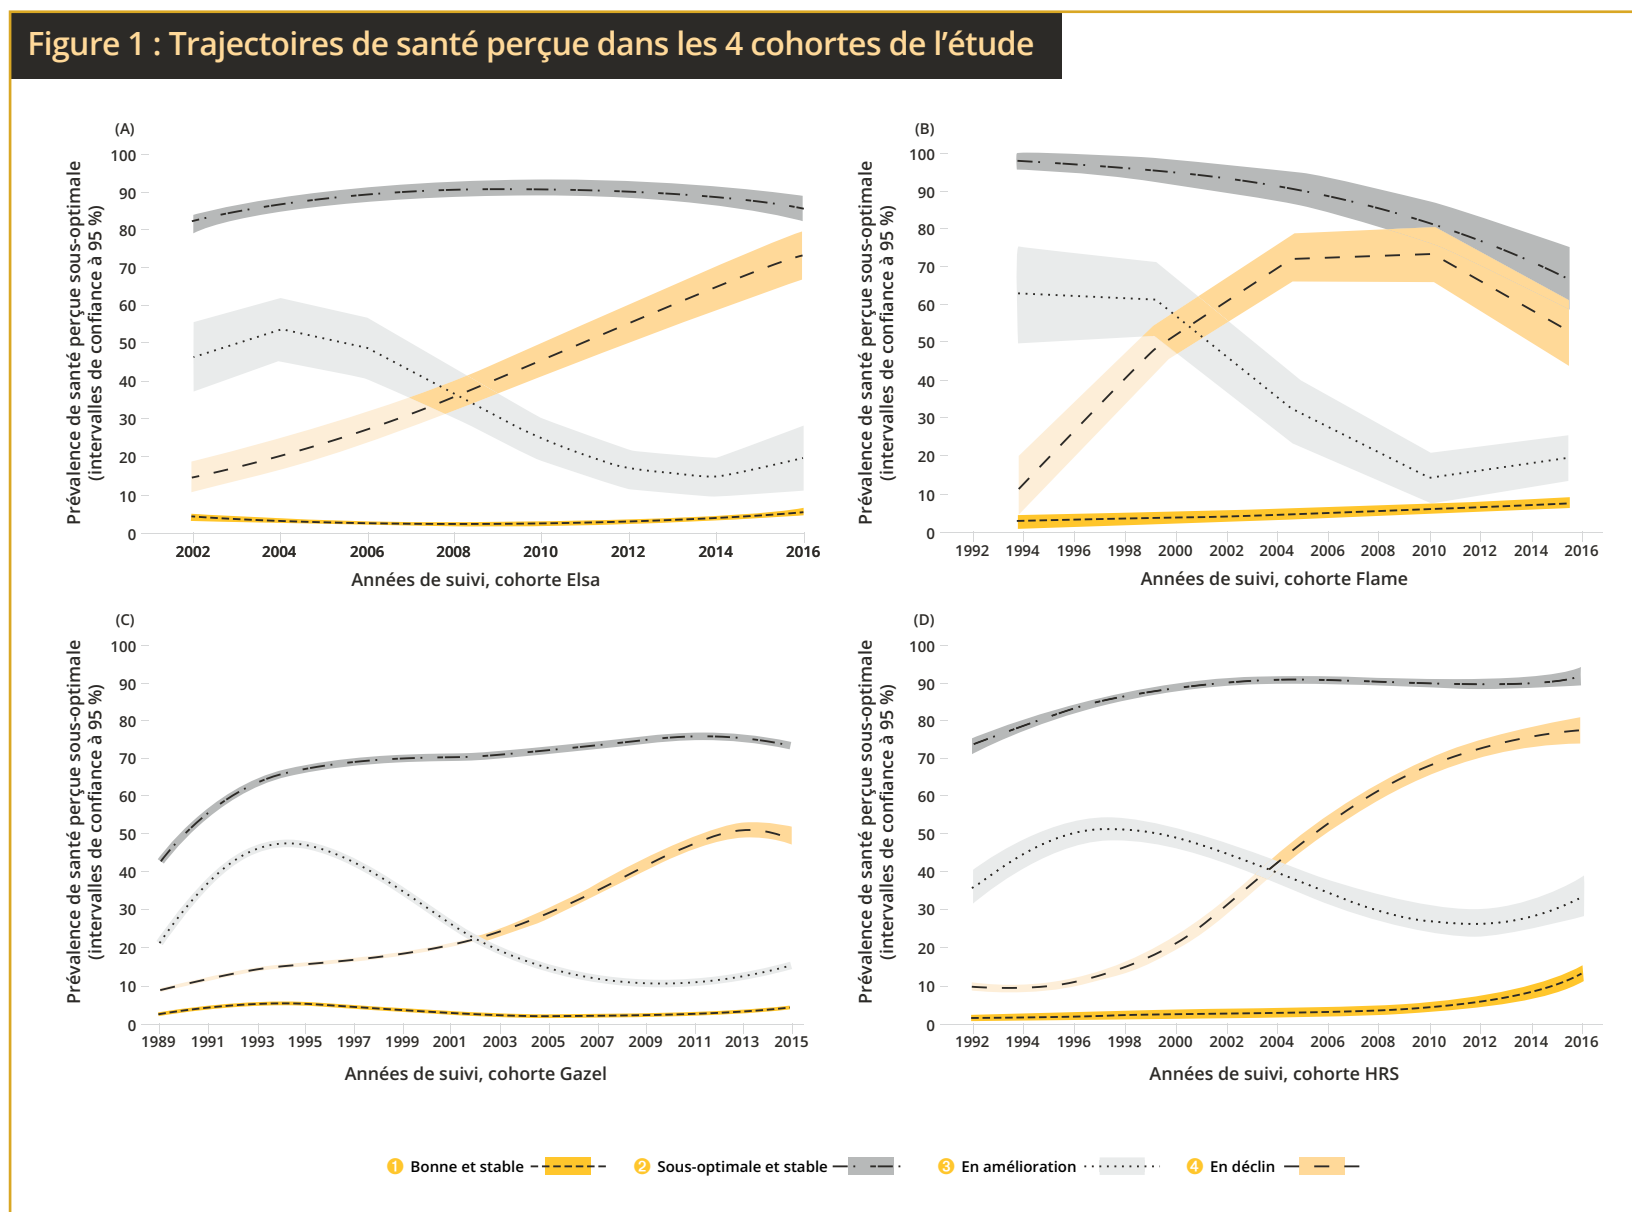 Figure 1 : Trajectoires de santé perçue dans les 4 cohortes de l’étude
(A)
Prévalence de santé perçue sous-optimale
(intervalles de confiance à 95 %)
100
90
80
70
60
50
40
30
20
10
0
2002 2004 2006 2008 2010 2012 2014 2016
Années de suivi, cohorte Elsa
(B)
Prévalence de santé perçue sous-optimale
(intervalles de confiance à 95 %)
100
90
80
70
60
50
40
30
20
10
0
1992 1994 1996 1998 2000 2002 2004 2006 2008 2010 2012 2014 2016
Années de suivi, cohorte Flame
(C)
Prévalence de santé perçue sous-optimale
(intervalles de confiance à 95 %)
100
90
80
70
60
50
40
30
20
10
0
1989 1991 1993 1995 1997 1999 2001 2003 2005 2007 2009 2011 2013 2015
Années de suivi, cohorte Gazel
(D)
Prévalence de santé perçue sous-optimale
(intervalles de confiance à 95 %)
100
90
80
70
60
50
40
30
20
10
0
1992 1994 1996 1998 2000 2002 2004 2006 2008 2010 2012 2014 2016
Années de suivi, cohorte HRS
1 Bonne et stable 2 Sous-optimale et stable 3 En amélioration 4 En déclin